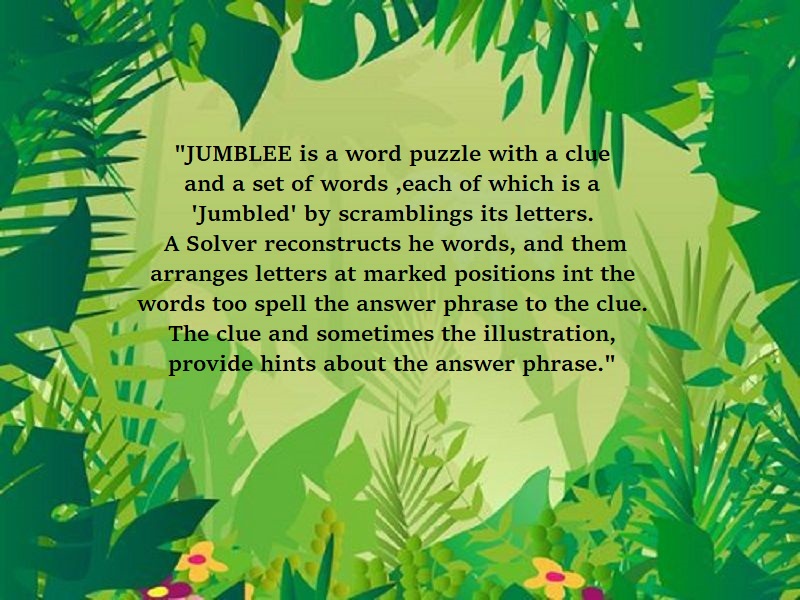 "JUMBLEE is a word puzzle with a clue
and a set of words ,each of which is a
'Jumbled' by scramblings its letters.
A Solver reconstructs he words, and them
arranges letters at marked positions int the
words too spell the answer phrase to the clue.
The clue and sometimes the illustration,
provide hints about the answer phrase."